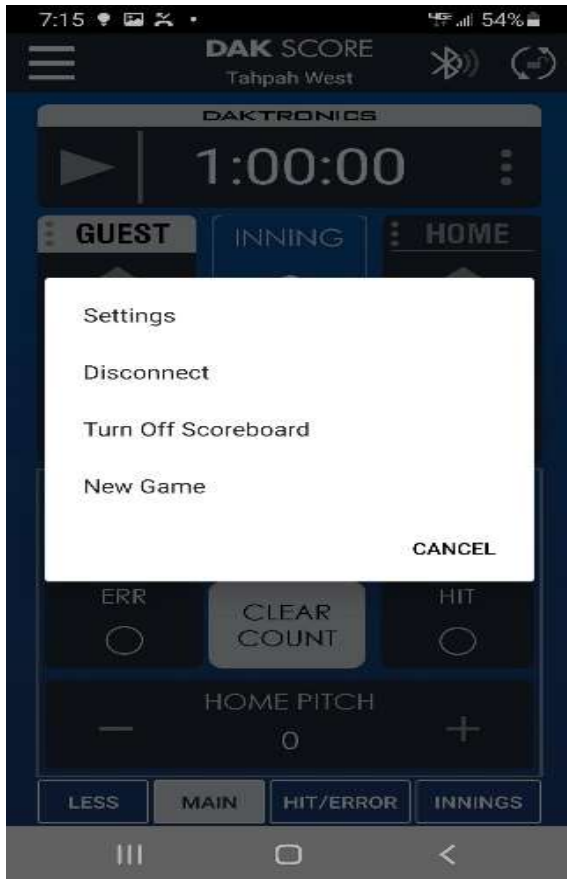 7:15
54%
DAK SCORE
Tahpah West
DAKTRONICS
1:00:00
GUEST
INNING
HOME
Settings
Disconnect
Turn Off Scoreboard
New Game
CANCEL
ERR
CLEAR
COUNT
HIT
HOME PITCH
0
LESS
MAIN
HIT/ERROR
INNINGS